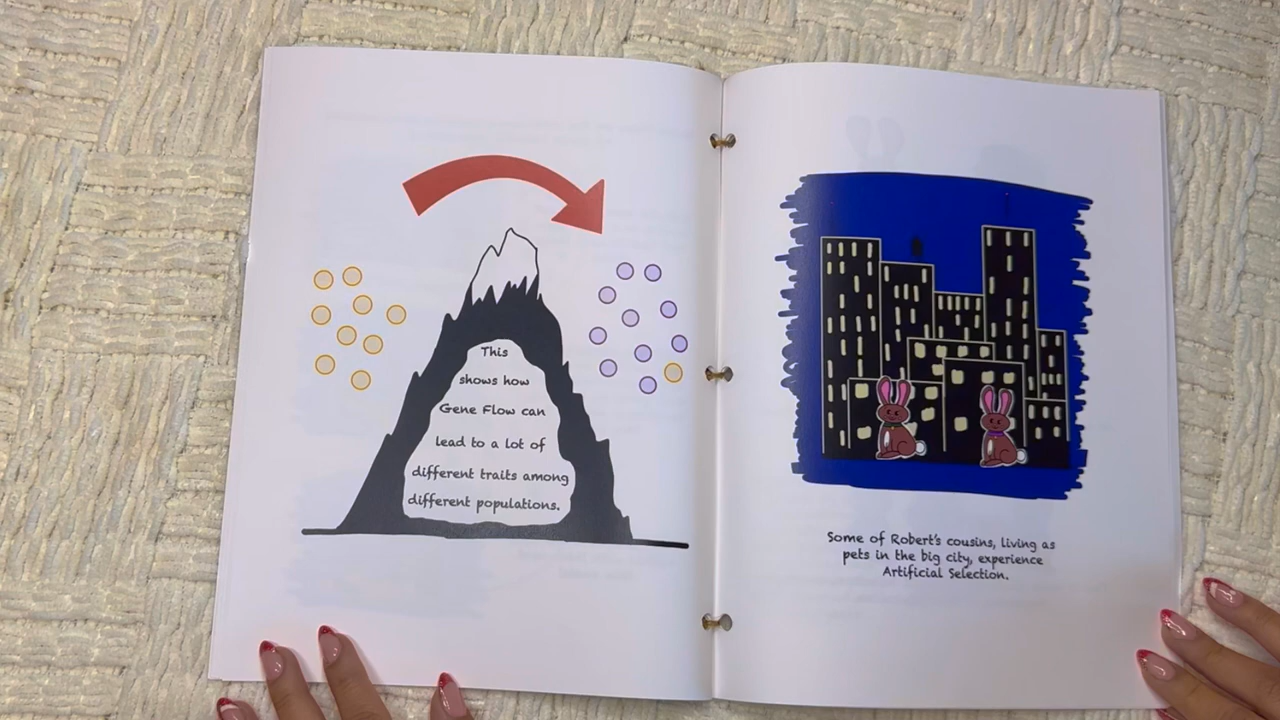 This
shows how
Gene Flow can
lead to a lot of
different traits among
different populations.
Some of Robert's cousins, living as
pets in the big city, experience
Artificial Selection.